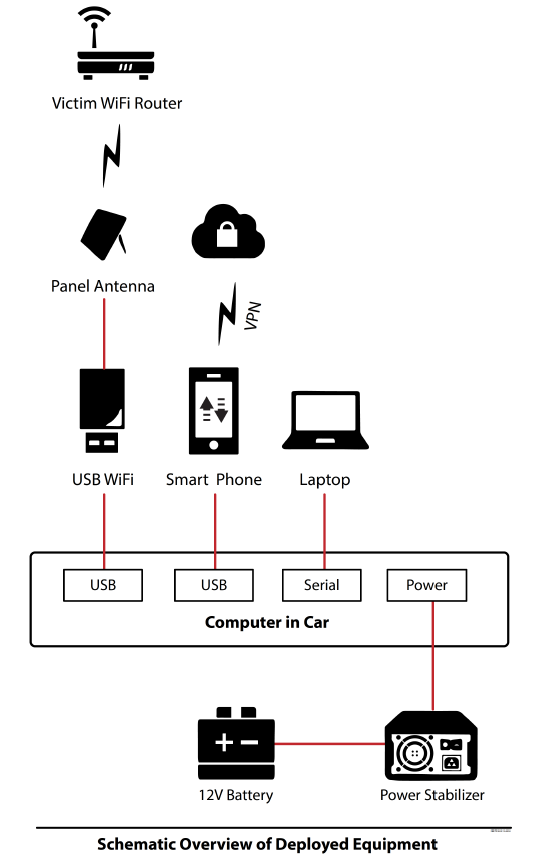 Victim WiFi Router
Panel Antenna
VPN
USB WiFi
Smart Phone
Laptop
USB
USB
Serial
Power
Computer in Car
12V Battery
Power Stabilizer
Schematic Overview of Deployed Equipment